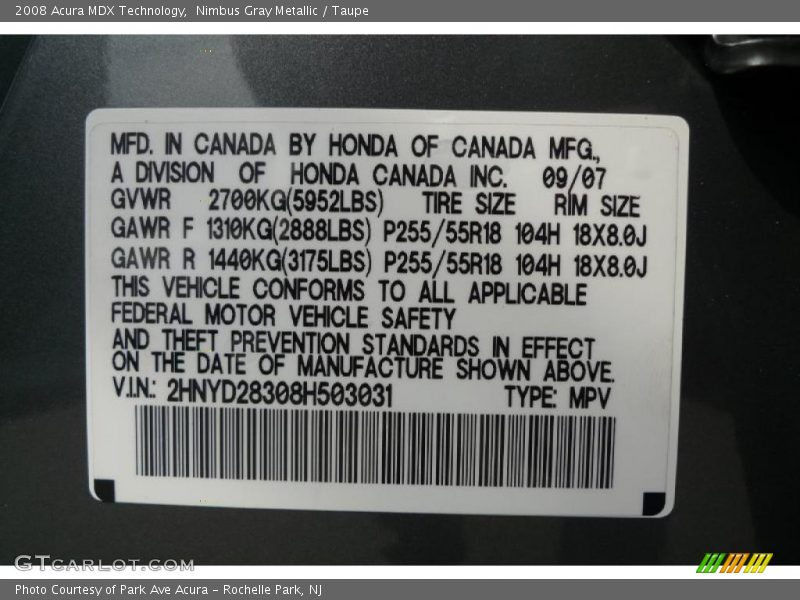 2008 Acura MDX Technology,  Nimbus Gray Metallic / Taupe
MFD. IN CANADA BY HONDA OF CANADA MFG.,
A DIVISION OF HONDA CANADA INC. 09/07
GVWR 2700KG(5952LBS) TIRE SIZE RIM SIZE
GAWR F 1310KG(2888LBS) P255/55R18 104H 18X8.0J
GAWR R 1440KG(3175LBS) P255/55R18 104H 18X8.0J
THIS VEHICLE CONFORMS TO ALL APPLICABLE
FEDERAL MOTOR VEHICLE SAFETY
AND THEFT PREVENTION STANDARDS IN EFFECT
ON THE DATE OF MANUFACTURE SHOWN ABOVE.
V.I.N.: 2HNYD28308H503031 TYPE: MPV
GTCARLOT.COM
Photo Courtesy of Park Ave Acura - Rochelle Park, NJ